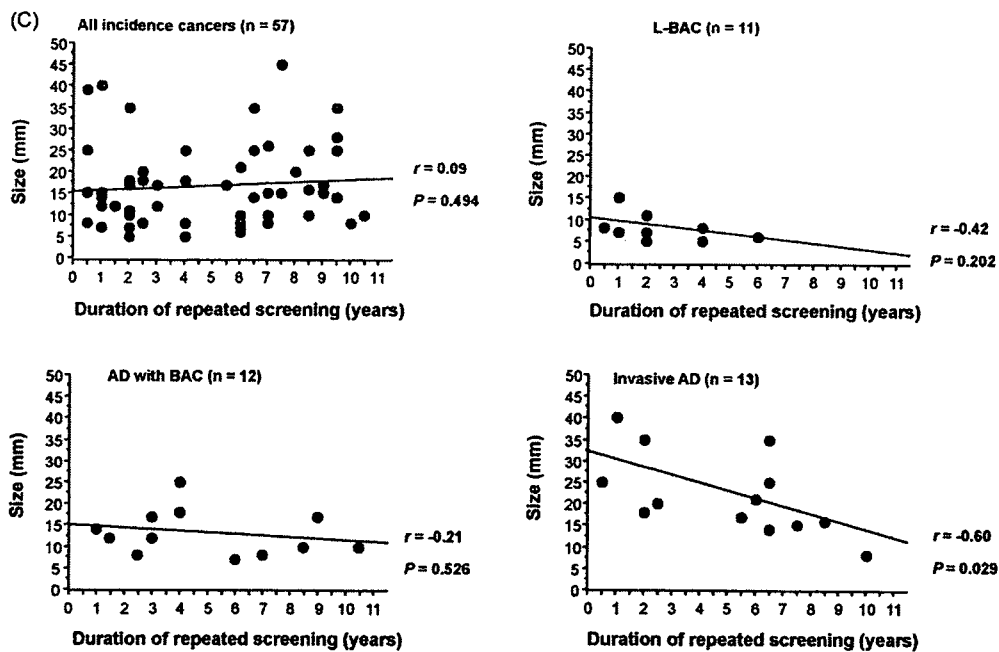 (C)
All incidence cancers (n = 57)
50
45
40
35
30
25
20
15
10
5
0
Size (mm)
0 1 2 3 4 5 6 7 8 9 10 11
Duration of repeated screening (years)
r = 0.09
P = 0.494
L-BAC (n = 11)
50
45
40
35
30
25
20
15
10
5
0
Size (mm)
0 1 2 3 4 5 6 7 8 9 10 11
Duration of repeated screening (years)
r = -0.42
P = 0.202
AD with BAC (n = 12)
50
45
40
35
30
25
20
15
10
5
0
Size (mm)
0 1 2 3 4 5 6 7 8 9 10 11
Duration of repeated screening (years)
r = -0.21
P = 0.526
Invasive AD (n = 13)
50
45
40
35
30
25
20
15
10
5
0
Size (mm)
0 1 2 3 4 5 6 7 8 9 10 11
Duration of repeated screening (years)
r = -0.60
P = 0.029